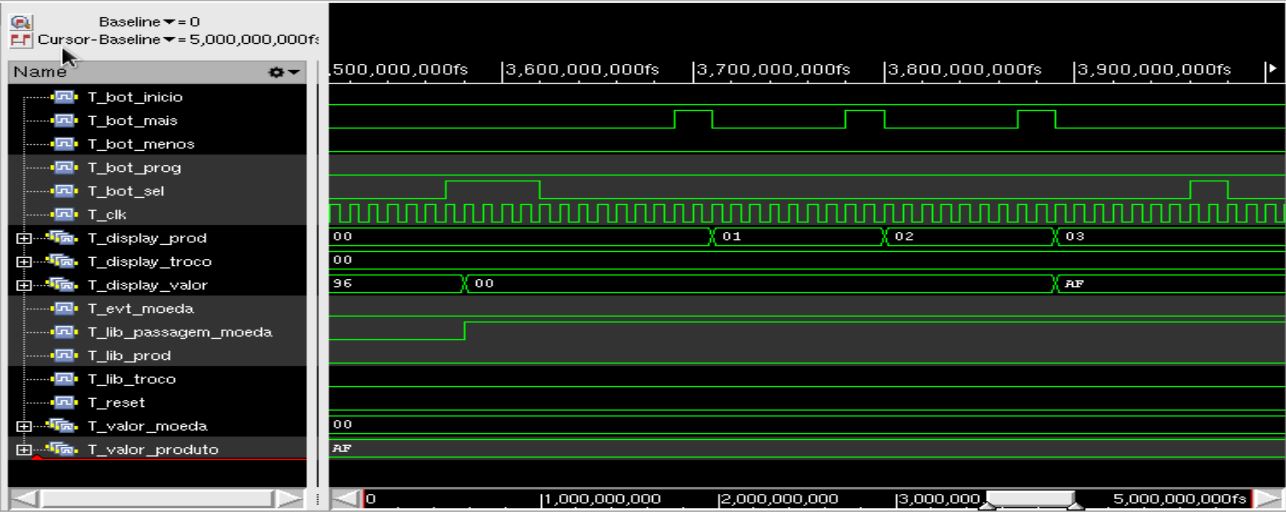 Baseline▼= 0
Cursor-Baseline▼= 5,000,000,000fs
Name
.500,000,000fs |3,600,000,000fs |3,700,000,000fs |3,800,000,000fs |3,900,000,000fs
T_bot_inicio
T_bot_mais
T_bot_menos
T_bot_prog
T_bot_sel
T_clk
T_display_prod 00 01 02 03
T_display_troco 00
T_display_valor 96 00 AF
T_evt_moeda
T_lib_passagem_moeda
T_lib_prod
T_lib_troco
T_reset
T_valor_moeda 00
T_valor_produto AF
0 |1,000,000,000 |2,000,000,000 |3,000,000 5,000,000,000fs